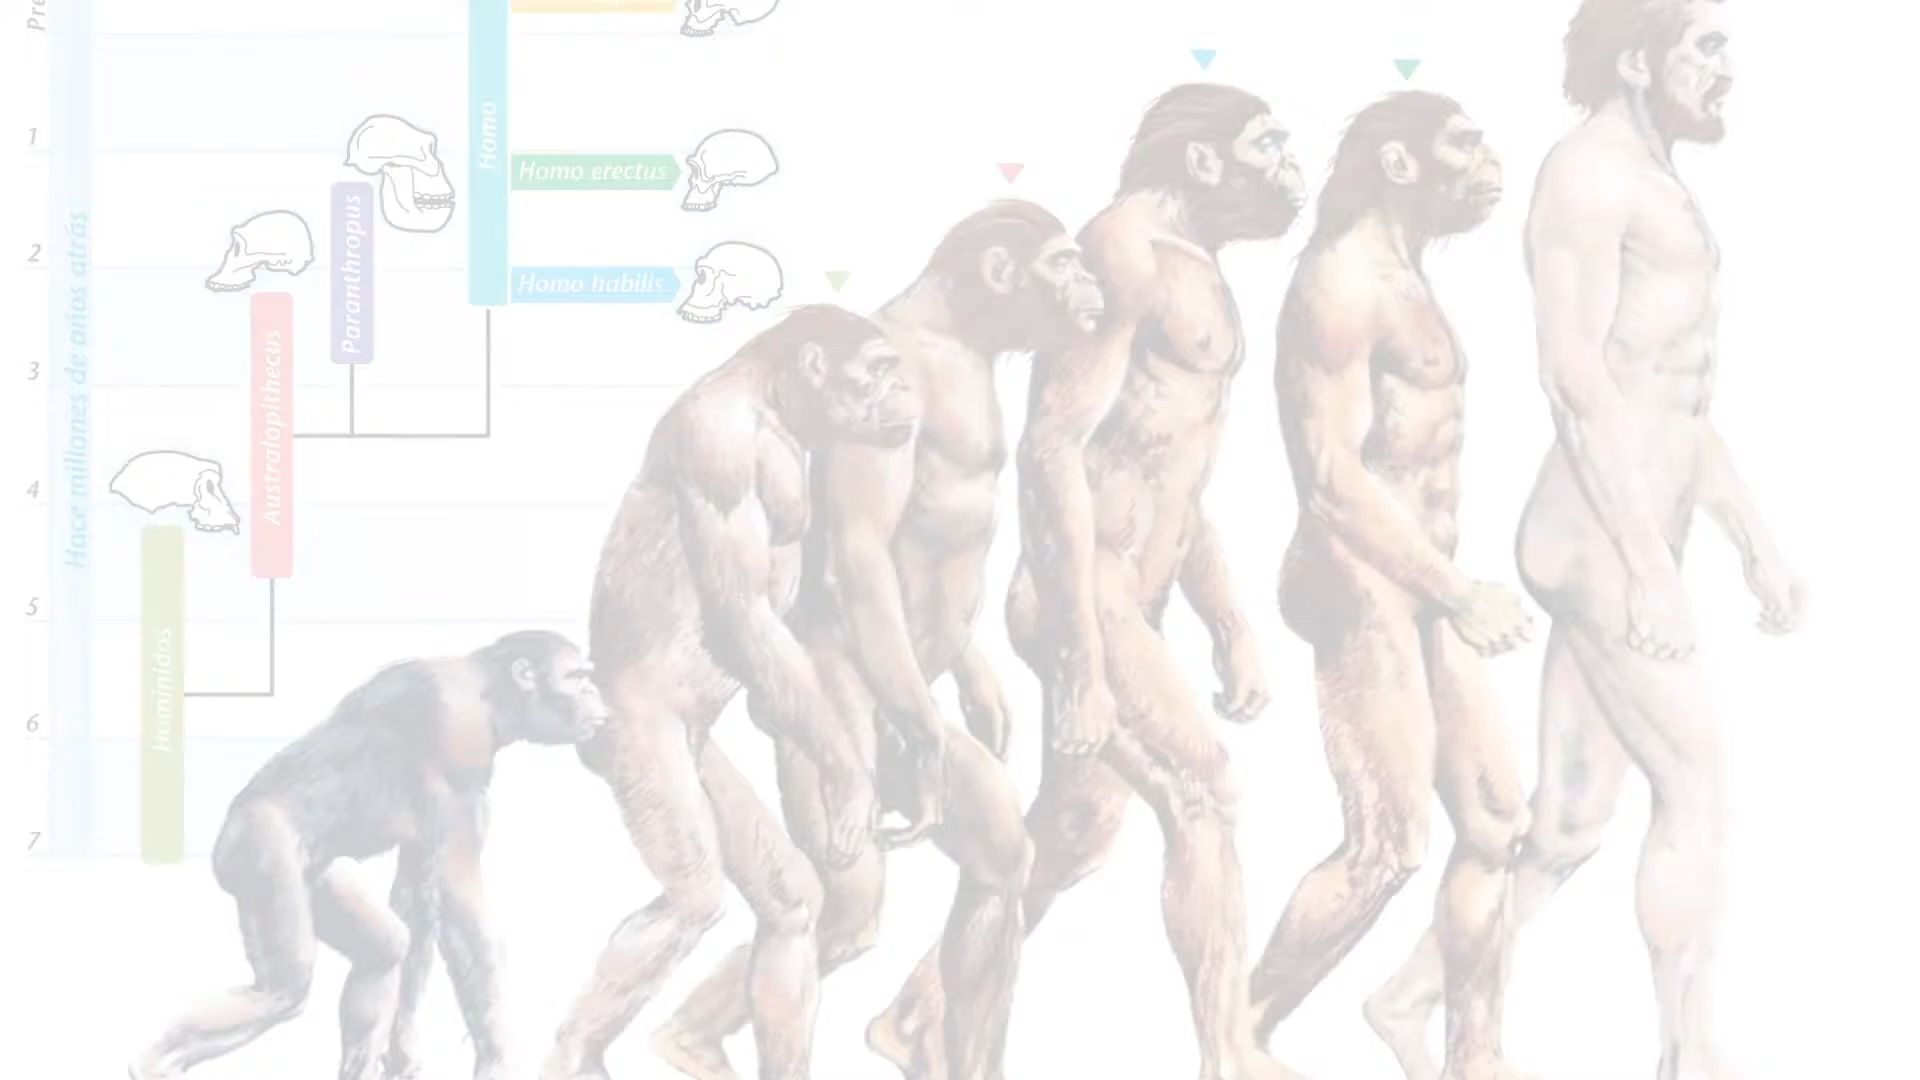 Pre
1
2
3
4
5
6
7
Hace millones de años atrás
Homínidos
Australopithecus
Paranthropus
Homo
Homo erectus
Homo habilis